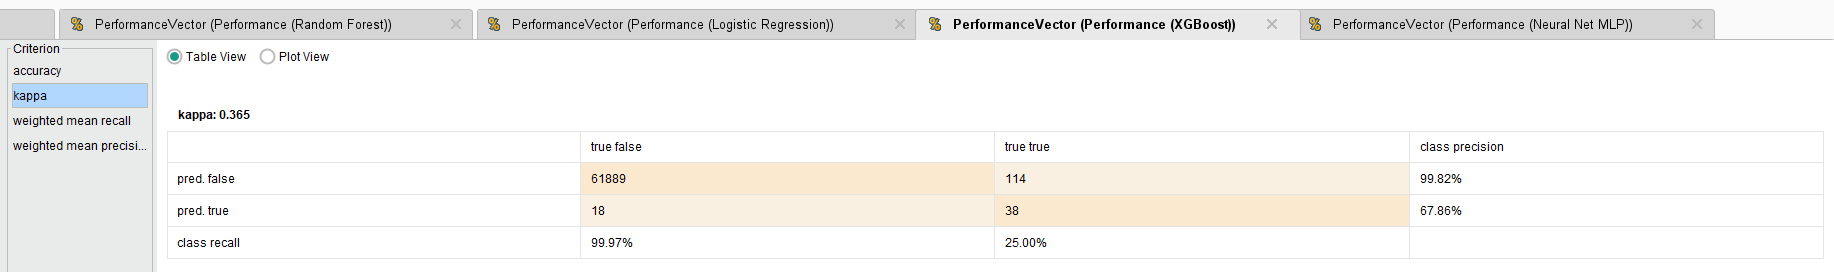 PerformanceVector (Performance (Random Forest))
PerformanceVector (Performance (Logistic Regression))
PerformanceVector (Performance (XGBoost))
PerformanceVector (Performance (Neural Net MLP))
Criterion
accuracy
kappa
weighted mean recall
weighted mean precisi...
Table View Plot View
kappa: 0.365
true false true true class precision
pred. false 61889 114 99.82%
pred. true 18 38 67.86%
class recall 99.97% 25.00%